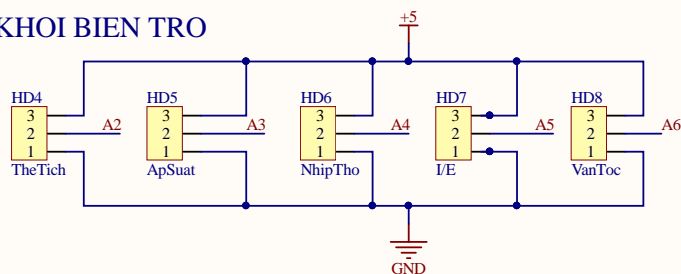 KHOI BIEN TRO
+5
HD4
3
2
1
A2
TheTich
HD5
3
2
1
A3
ApSuat
HD6
3
2
1
A4
NhipTho
HD7
3
2
1
A5
I/E
HD8
3
2
1
A6
VanToc
GND